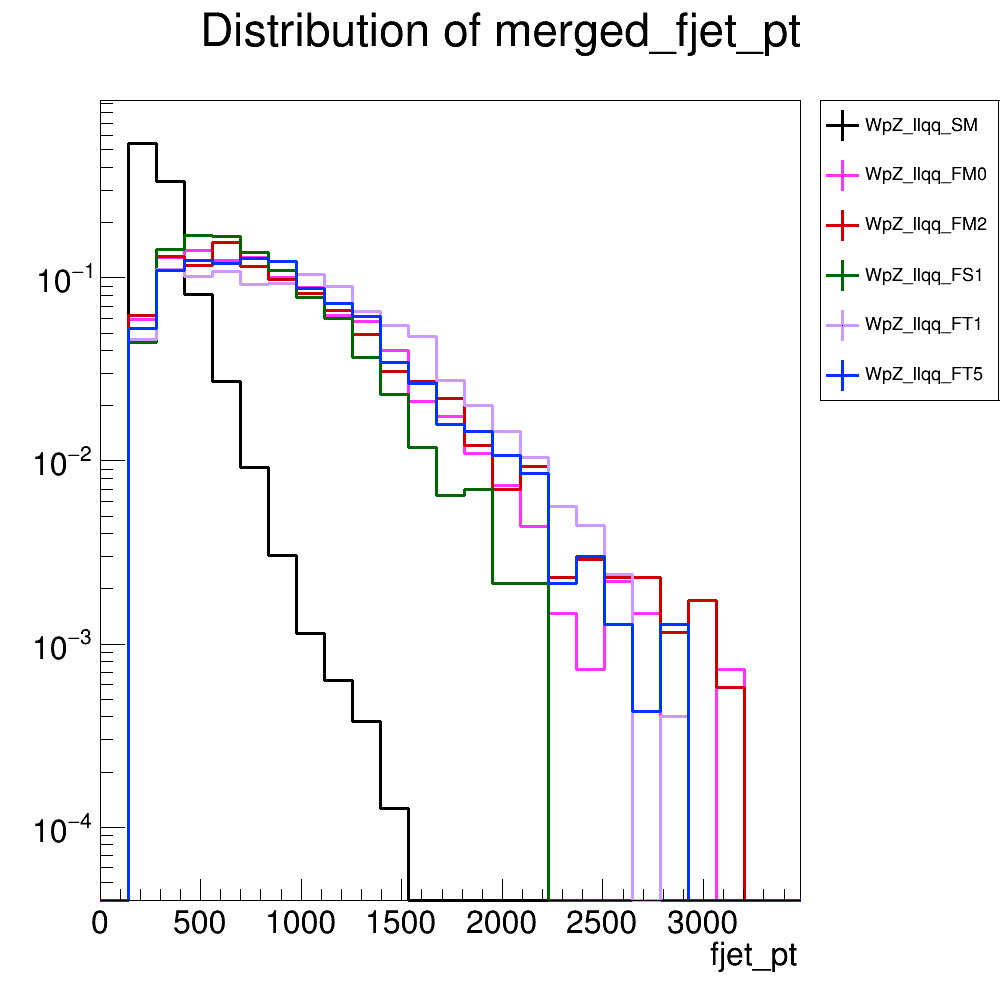 Distribution of merged_fjet_pt
WpZ_llqq_SM
WpZ_llqq_FM0
WpZ_llqq_FM2
WpZ_llqq_FS1
WpZ_llqq_FT1
WpZ_llqq_FT5
10⁻¹
10⁻²
10⁻³
10⁻⁴
0 500 1000 1500 2000 2500 3000
fjet_pt